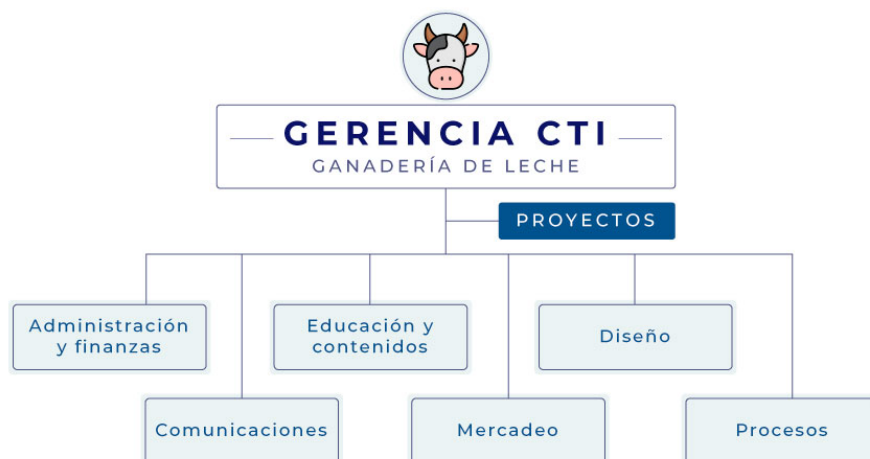 GERENCIA CTI
GANADERÍA DE LECHE
PROYECTOS
Administración
y finanzas
Educación y
contenidos
Diseño
Comunicaciones
Mercadeo
Procesos